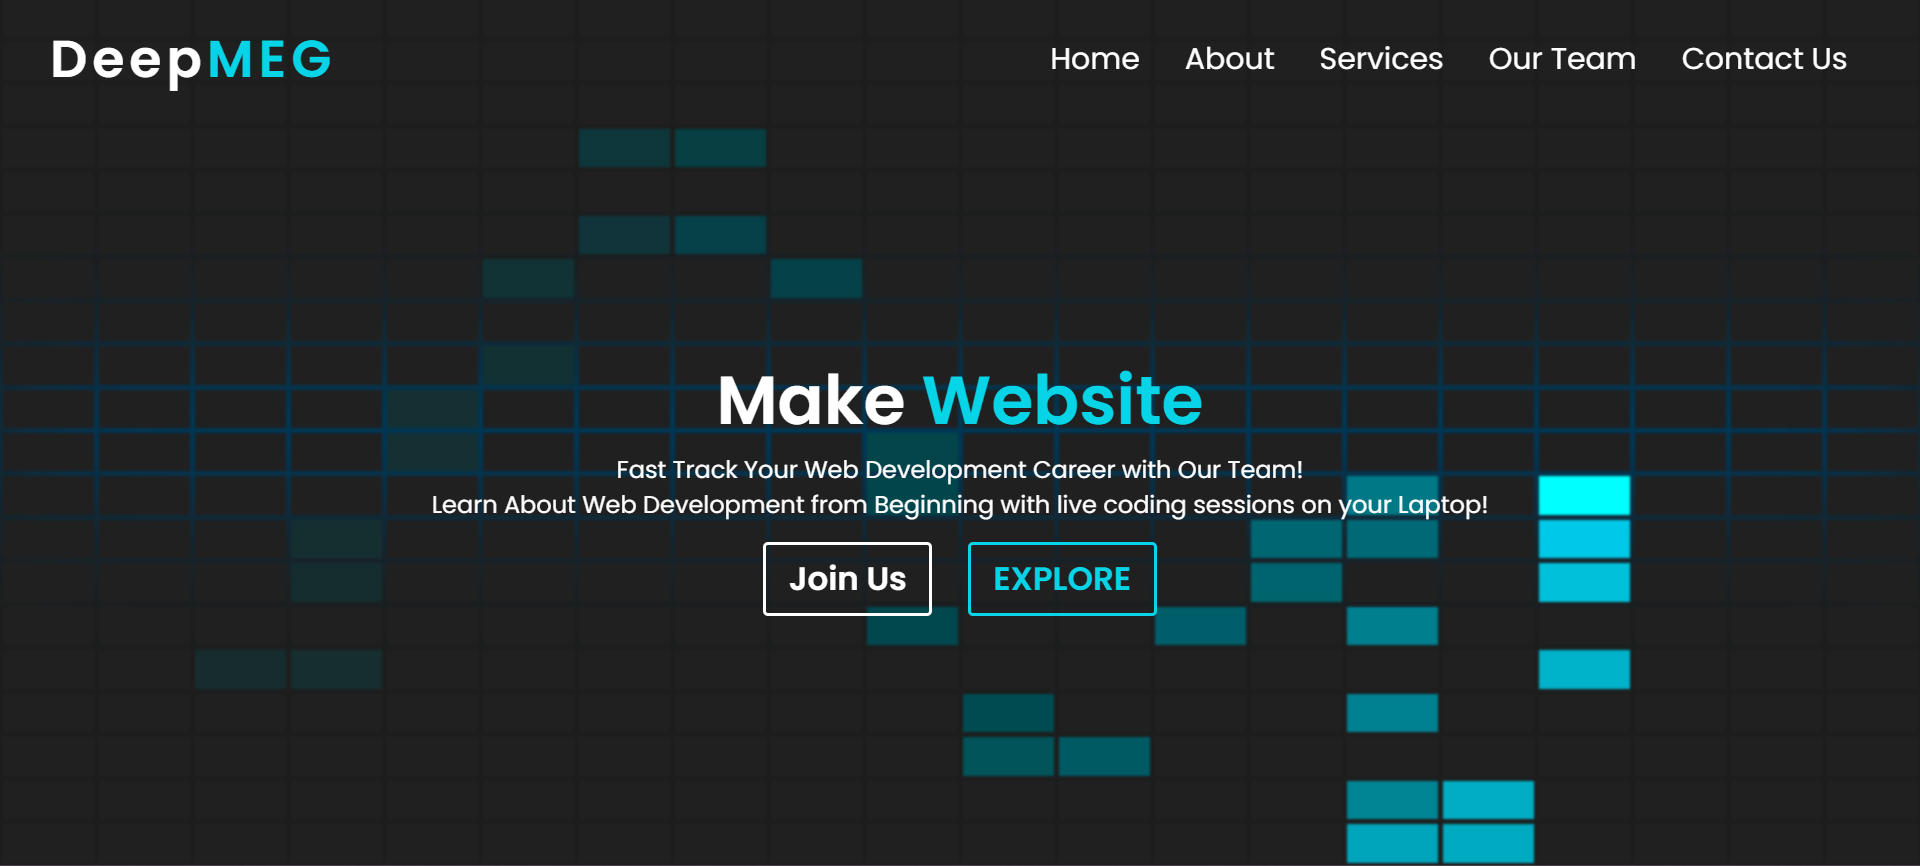 DeepMEG
Home About Services Our Team Contact Us
Make Website
Fast Track Your Web Development Career with Our Team!
Learn About Web Development from Beginning with live coding sessions on your Laptop!
Join Us EXPLORE